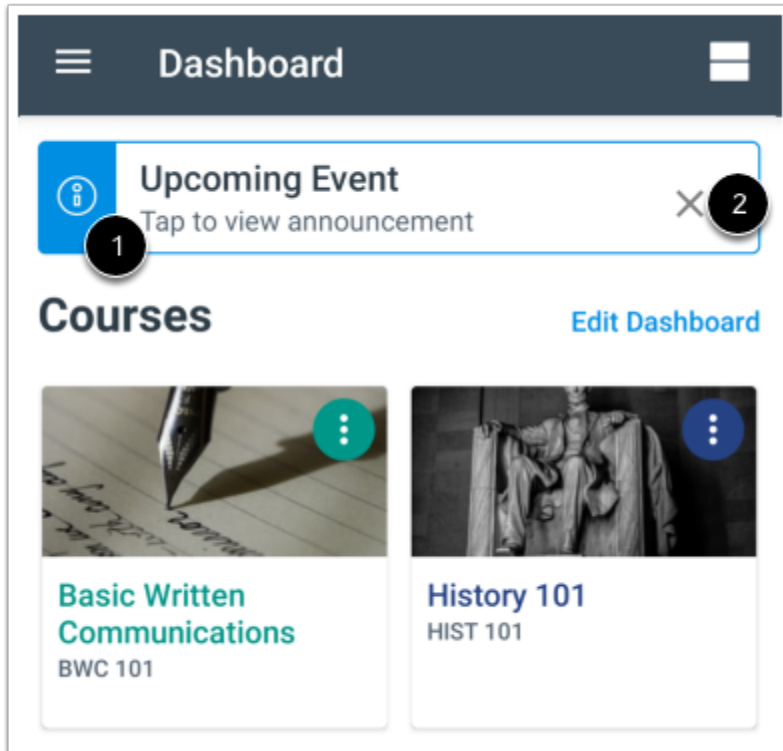 Dashboard
Upcoming Event
Tap to view announcement
1
2
Courses
Edit Dashboard
Basic Written
Communications
BWC 101
History 101
HIST 101